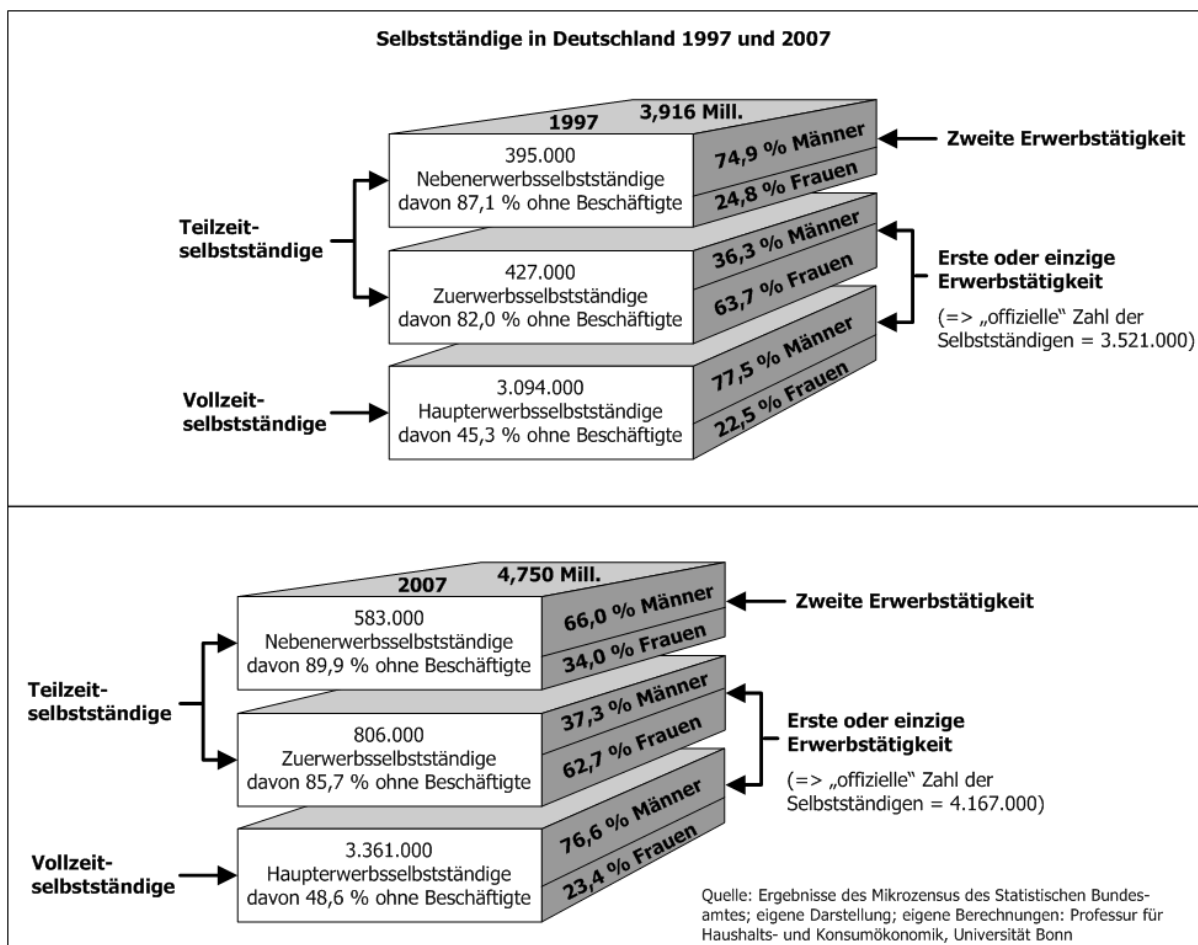 Selbstständige in Deutschland 1997 und 2007
1997
3,916 Mill.
395.000
Nebenerwerbsselbstständige
davon 87,1 % ohne Beschäftigte
74,9 % Männer
24,8 % Frauen
Zweite Erwerbstätigkeit
Teilzeit-
selbstständige
427.000
Zuerwerbsselbstständige
davon 82,0 % ohne Beschäftigte
36,3 % Männer
63,7 % Frauen
Erste oder einzige
Erwerbstätigkeit
(=> „offizielle“ Zahl der
Selbstständigen = 3.521.000)
Vollzeit-
selbstständige
3.094.000
Haupterwerbsselbstständige
davon 45,3 % ohne Beschäftigte
77,5 % Männer
22,5 % Frauen
2007
4,750 Mill.
583.000
Nebenerwerbsselbstständige
davon 89,9 % ohne Beschäftigte
66,0 % Männer
34,0 % Frauen
Zweite Erwerbstätigkeit
Teilzeit-
selbstständige
806.000
Zuerwerbsselbstständige
davon 85,7 % ohne Beschäftigte
37,3 % Männer
62,7 % Frauen
Erste oder einzige
Erwerbstätigkeit
(=> „offizielle“ Zahl der
Selbstständigen = 4.167.000)
Vollzeit-
selbstständige
3.361.000
Haupterwerbsselbstständige
davon 48,6 % ohne Beschäftigte
76,6 % Männer
23,4 % Frauen
Quelle: Ergebnisse des Mikrozensus des Statistischen Bundes-
amtes; eigene Darstellung; eigene Berechnungen: Professur für
Haushalts- und Konsumökonomik, Universität Bonn